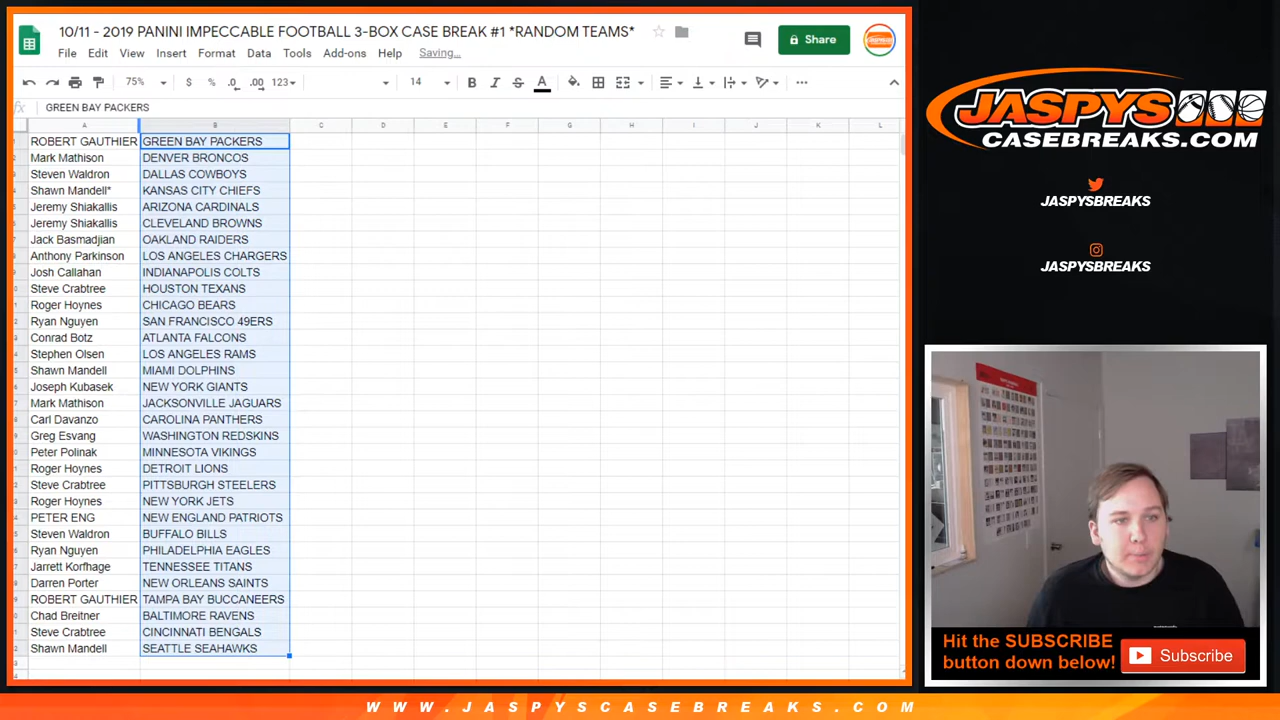 10/11 - 2019 PANINI IMPECCABLE FOOTBALL 3-BOX CASE BREAK #1 *RANDOM TEAMS*
File Edit View Insert Format Data Tools Add-ons Help Saving...
Share
75% $ % .0 .00 123 14 B I S A
fx GREEN BAY PACKERS
A B C D E F G H I J K L
ROBERT GAUTHIER GREEN BAY PACKERS
Mark Mathison DENVER BRONCOS
Steven Waldron DALLAS COWBOYS
Shawn Mandell* KANSAS CITY CHIEFS
Jeremy Shiakallis ARIZONA CARDINALS
Jeremy Shiakallis CLEVELAND BROWNS
Jack Basmadjian OAKLAND RAIDERS
Anthony Parkinson LOS ANGELES CHARGERS
Josh Callahan INDIANAPOLIS COLTS
Steve Crabtree HOUSTON TEXANS
Roger Hoynes CHICAGO BEARS
Ryan Nguyen SAN FRANCISCO 49ERS
Conrad Botz ATLANTA FALCONS
Stephen Olsen LOS ANGELES RAMS
Shawn Mandell MIAMI DOLPHINS
Joseph Kubasek NEW YORK GIANTS
Mark Mathison JACKSONVILLE JAGUARS
Carl Davanzo CAROLINA PANTHERS
Greg Esvang WASHINGTON REDSKINS
Peter Polinak MINNESOTA VIKINGS
Roger Hoynes DETROIT LIONS
Steve Crabtree PITTSBURGH STEELERS
Roger Hoynes NEW YORK JETS
PETER ENG NEW ENGLAND PATRIOTS
Steven Waldron BUFFALO BILLS
Ryan Nguyen PHILADELPHIA EAGLES
Jarrett Korfhage TENNESSEE TITANS
Darren Porter NEW ORLEANS SAINTS
ROBERT GAUTHIER TAMPA BAY BUCCANEERS
Chad Breitner BALTIMORE RAVENS
Steve Crabtree CINCINNATI BENGALS
Shawn Mandell SEATTLE SEAHAWKS
JASPYS
CASEBREAKS.COM
JASPYSBREAKS
JASPYSBREAKS
Hit the SUBSCRIBE
button down below!
Subscribe
WWW.JASPYSCASEBREAKS.COM